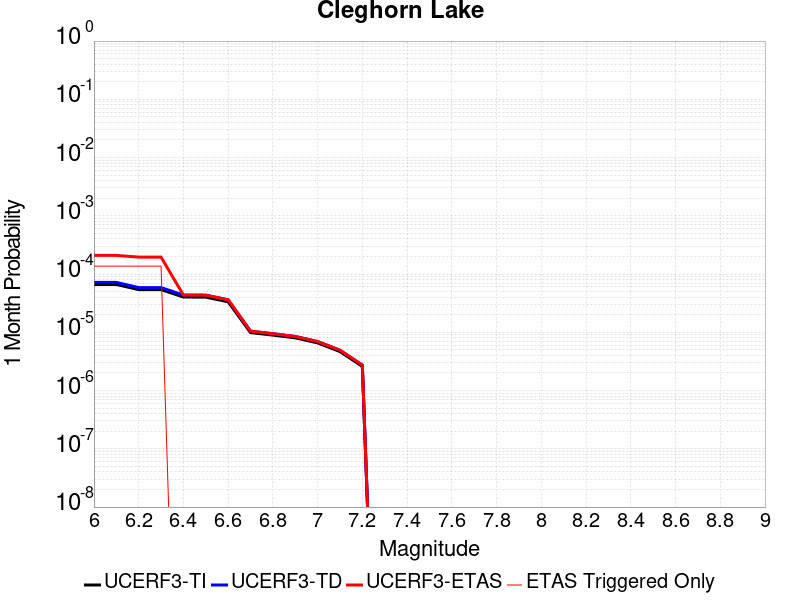 Cleghorn Lake
10^0
10^-1
10^-2
10^-3
10^-4
10^-5
10^-6
10^-7
10^-8
1 Month Probability
6 6.2 6.4 6.6 6.8 7 7.2 7.4 7.6 7.8 8 8.2 8.4 8.6 8.8 9
Magnitude
UCERF3-TI UCERF3-TD UCERF3-ETAS ETAS Triggered Only